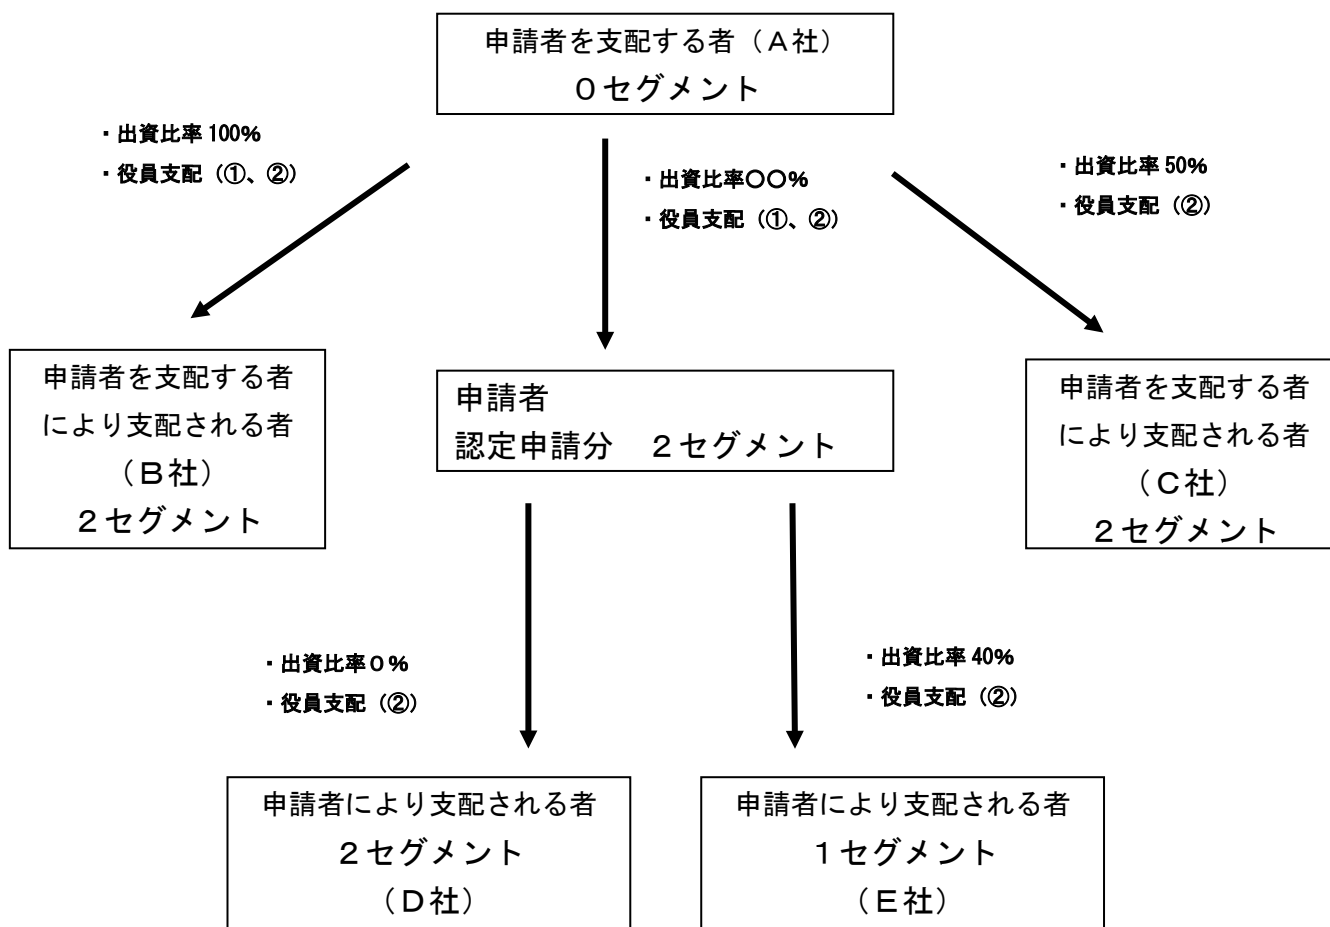 申請者を支配する者（Ａ社）
０セグメント
・出資比率 100%
・役員支配（①、②）
・出資比率〇〇%
・役員支配（①、②）
・出資比率 50%
・役員支配（②）
申請者を支配する者
により支配される者
（Ｂ社）
２セグメント
申請者
認定申請分　２セグメント
申請者を支配する者
により支配される者
（Ｃ社）
２セグメント
・出資比率０%
・役員支配（②）
・出資比率 40%
・役員支配（②）
申請者により支配される者
２セグメント
（Ｄ社）
申請者により支配される者
１セグメント
（Ｅ社）